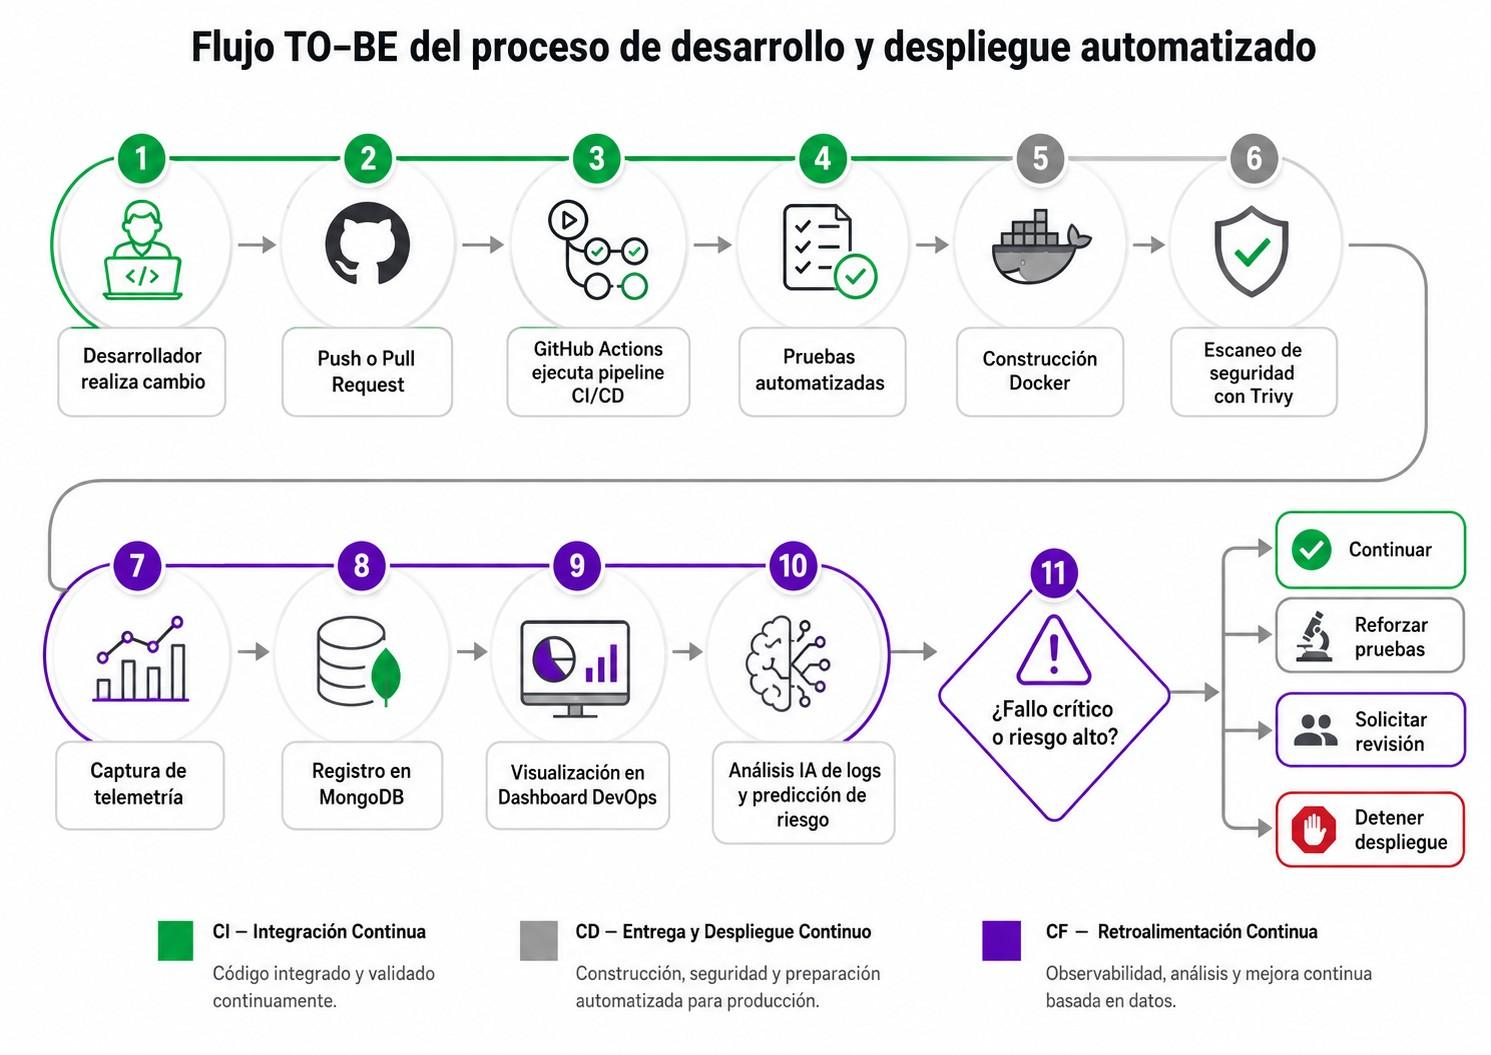 Flujo TO-BE del proceso de desarrollo y despliegue automatizado
1
2
3
4
5
6
</>
Desarrollador
realiza cambio
Push o Pull
Request
GitHub Actions
ejecuta pipeline
CI/CD
Pruebas
automatizadas
Construcción
Docker
Escaneo de
seguridad
con Trivy
7
8
9
10
11
Captura de
telemetría
Registro en
MongoDB
Visualización en
Dashboard DevOps
Análisis IA de logs
y predicción de
riesgo
!
¿Fallo crítico
o riesgo alto?
Continuar
Reforzar
pruebas
Solicitar
revisión
Detener
despliegue
CI — Integración Continua
Código integrado y validado
continuamente.
CD — Entrega y Despliegue Continuo
Construcción, seguridad y preparación
automatizada para producción.
CF — Retroalimentación Continua
Observabilidad, análisis y mejora continua
basada en datos.